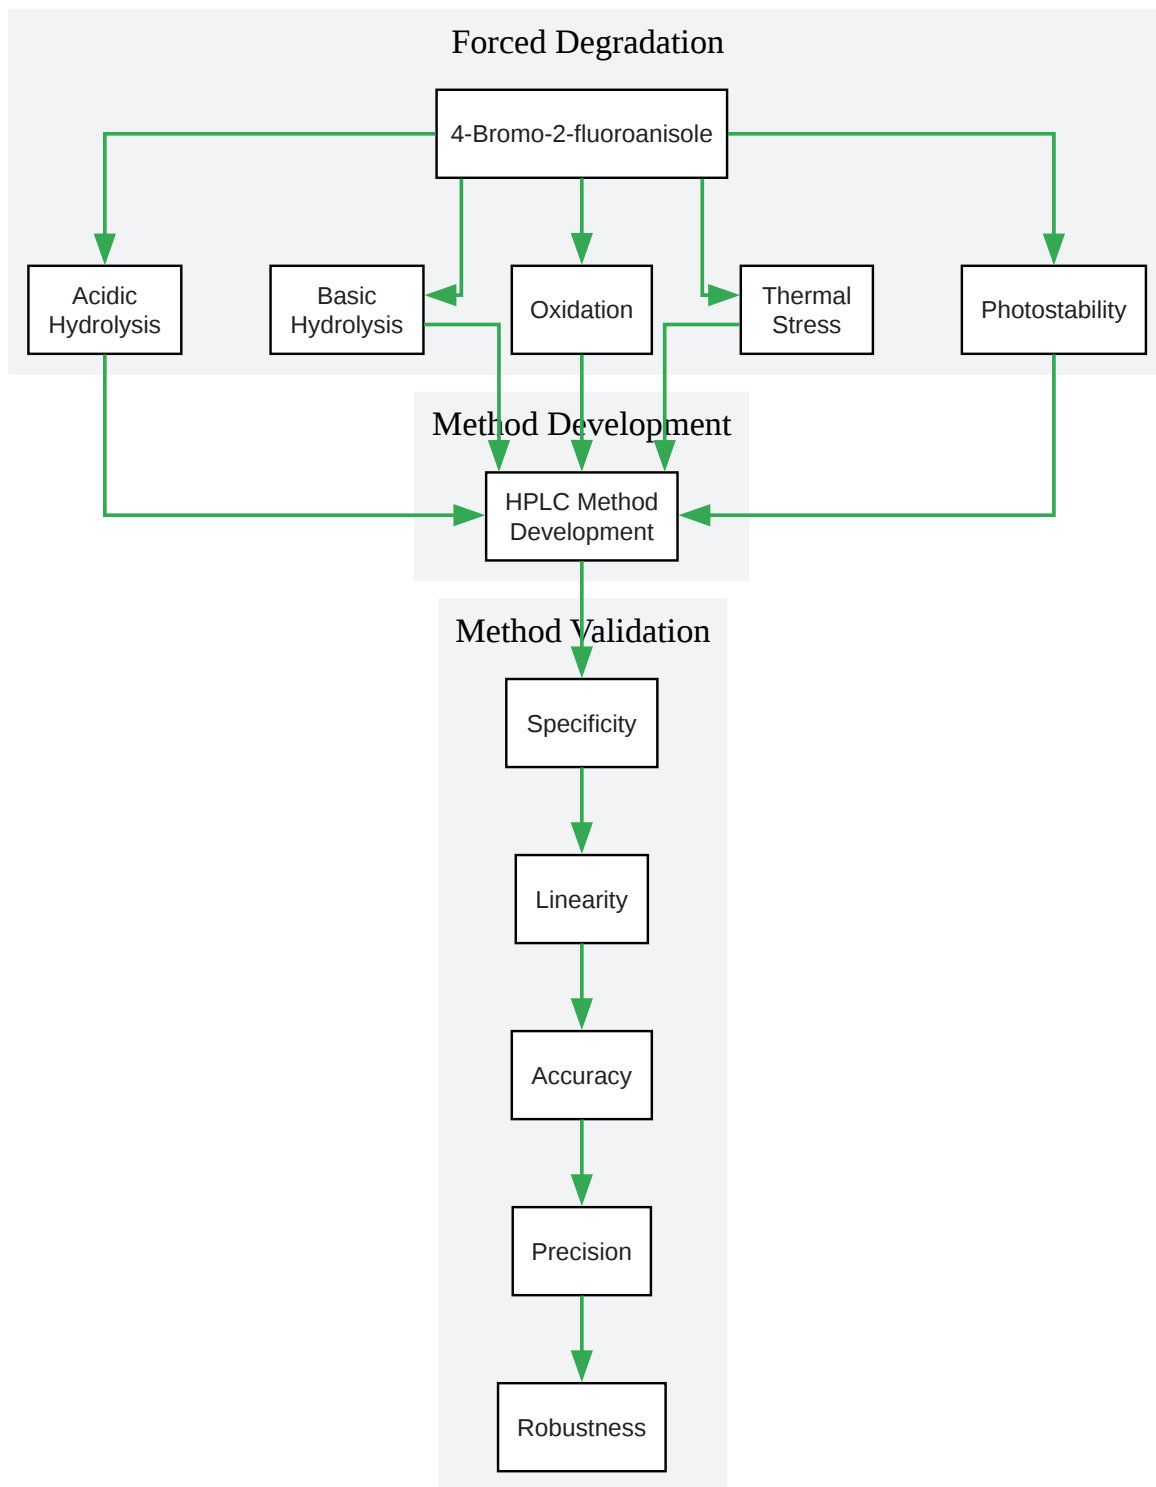 Forced Degradation
4-Bromo-2-fluoroanisole
Acidic
Hydrolysis
Basic
Hydrolysis
Oxidation
Thermal
Stress
Photostability
Method Development
HPLC Method
Development
Method Validation
Specificity
Linearity
Accuracy
Precision
Robustness